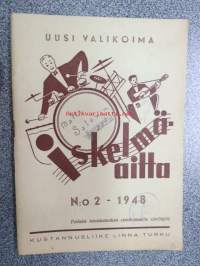 UUSI VALIKOIMA
iskelmä-
aitta
N:o 2 - 1948
KUSTANNUSLIIKE LINNA TURKU